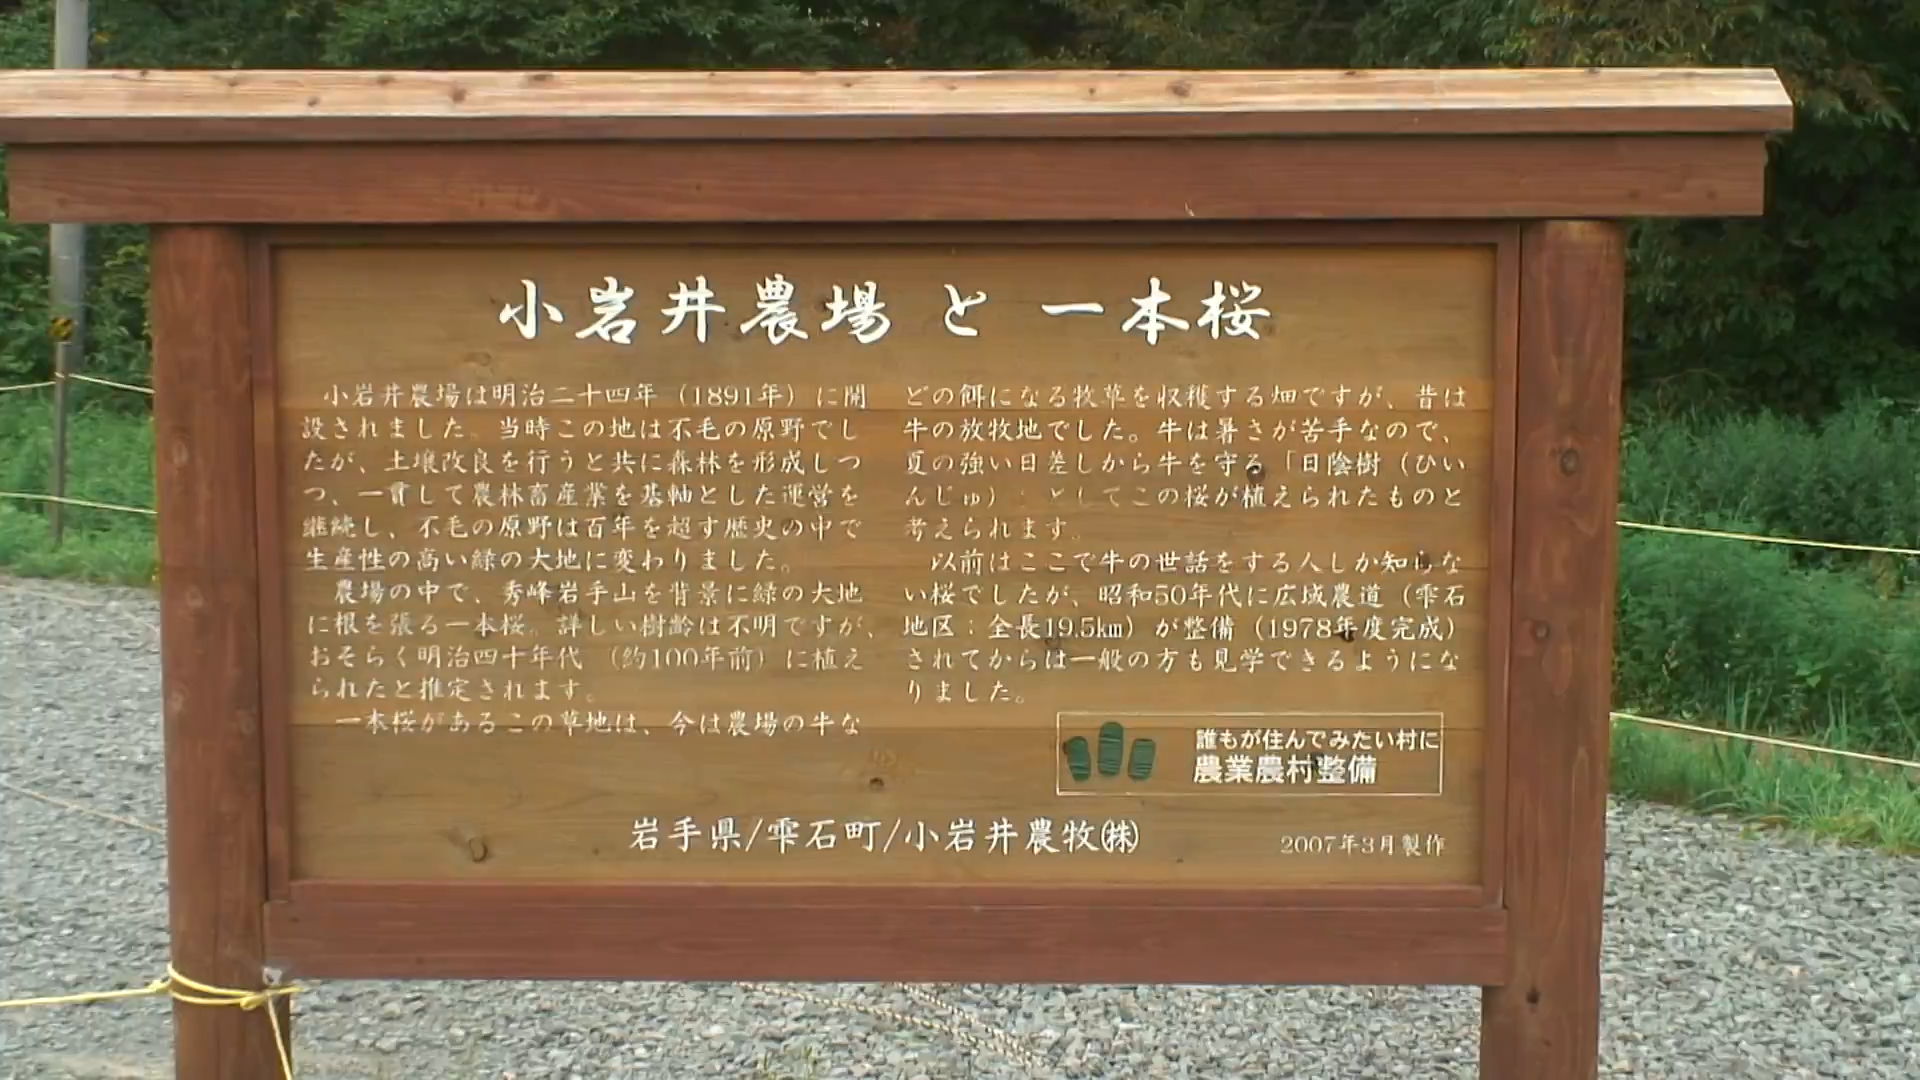 小岩井農場 と 一本桜
小岩井農場は明治二十四年（1891年）に開
設されました。当時この地は不毛の原野でし
たが、土壌改良を行うと共に森林を形成しつ
つ、一貫して農林畜産業を基軸とした運営を
継続し、不毛の原野は百年を超す歴史の中で
生産性の高い緑の大地に変わりました。
農場の中で、秀峰岩手山を背景に緑の大地
に根を張る一本桜。詳しい樹齢は不明ですが、
おそらく明治四十年代（約100年前）に植え
られたと推定されます。
一本桜があるこの草地は、今は農場の牛な
どの餌になる牧草を収穫する畑ですが、昔は
牛の放牧地でした。牛は暑さが苦手なので、
夏の強い日差しから牛を守る「日陰樹（ひい
んじゅ）」としてこの桜が植えられたものと
考えられます。
以前はここで牛の世話をする人しか知らな
い桜でしたが、昭和50年代に広域農道（雫石
地区：全長19.5km）が整備（1978年度完成）
されてからは一般の方も見学できるようにな
りました。
誰もが住んでみたい村に
農業農村整備
岩手県/雫石町/小岩井農牧㈱
2007年3月製作